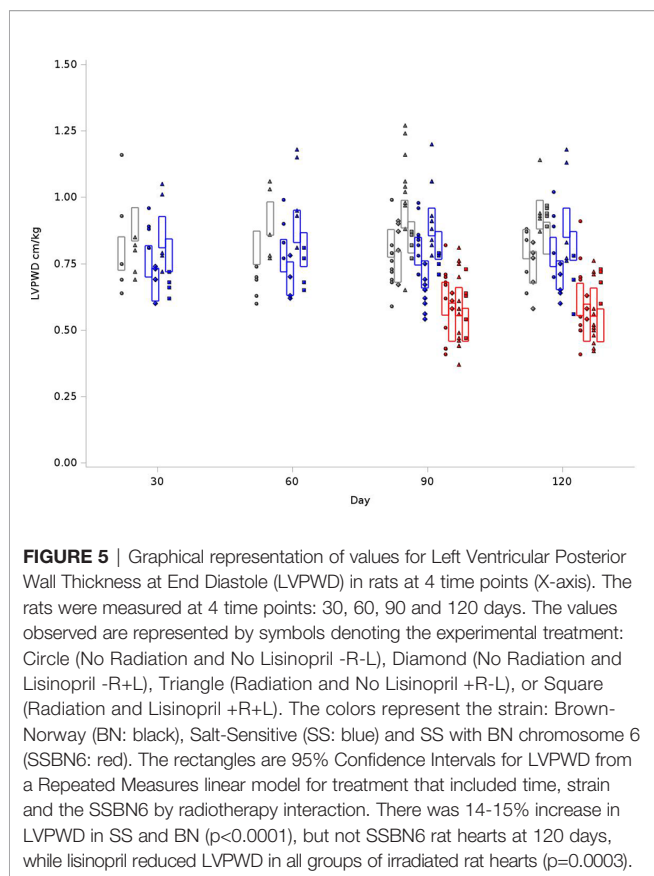 1.50
1.25
1.00
0.75
0.50
0.25
0.00
LVPWD cm/kg
30 60 90 120
Day
FIGURE 5 | Graphical representation of values for Left Ventricular Posterior
Wall Thickness at End Diastole (LVPWD) in rats at 4 time points (X-axis). The
rats were measured at 4 time points: 30, 60, 90 and 120 days. The values
observed are represented by symbols denoting the experimental treatment:
Circle (No Radiation and No Lisinopril -R-L), Diamond (No Radiation and
Lisinopril -R+L), Triangle (Radiation and No Lisinopril +R-L), or Square
(Radiation and Lisinopril +R+L). The colors represent the strain: Brown-
Norway (BN: black), Salt-Sensitive (SS: blue) and SS with BN chromosome 6
(SSBN6: red). The rectangles are 95% Confidence Intervals for LVPWD from
a Repeated Measures linear model for treatment that included time, strain
and the SSBN6 by radiotherapy interaction. There was 14-15% increase in
LVPWD in SS and BN (p<0.0001), but not SSBN6 rat hearts at 120 days,
while lisinopril reduced LVPWD in all groups of irradiated rat hearts (p=0.0003).